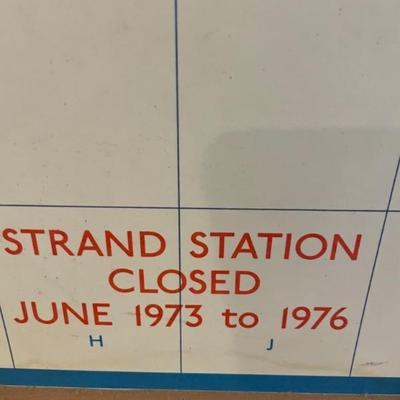 STRAND STATION
CLOSED
JUNE 1973 to 1976
H J